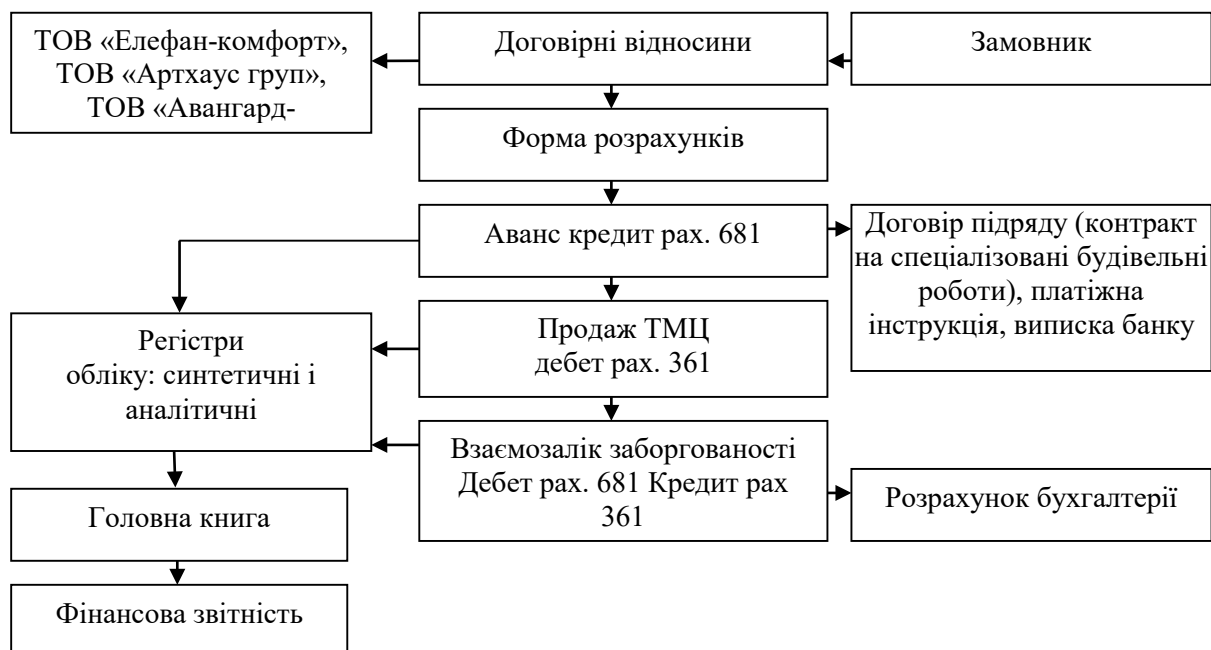 ТОВ «Елефан-комфорт»,
ТОВ «Артхаус груп»,
ТОВ «Авангард-
Договірні відносини
Замовник
Форма розрахунків
Аванс кредит рах. 681
Договір підряду (контракт
на спеціалізовані будівельні
роботи), платіжна
інструкція, виписка банку
Продаж ТМЦ
дебет рах. 361
Регістри
обліку: синтетичні і
аналітичні
Взаємозалік заборгованості
Дебет рах. 681 Кредит рах
361
Розрахунок бухгалтерії
Головна книга
Фінансова звітність